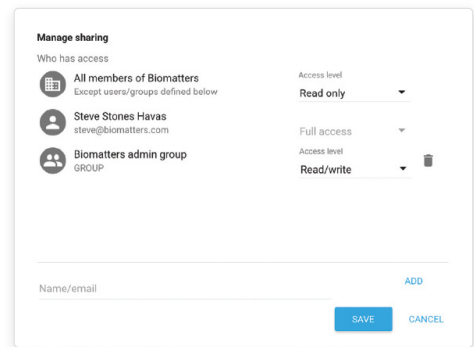 Manage sharing
Who has access
All members of Biomatters
Except users/groups defined below
Access level
Read only
Steve Stones Havas
steve@biomatters.com
Full access
Biomatters admin group
GROUP
Access level
Read/write
Name/email
ADD
SAVE
CANCEL